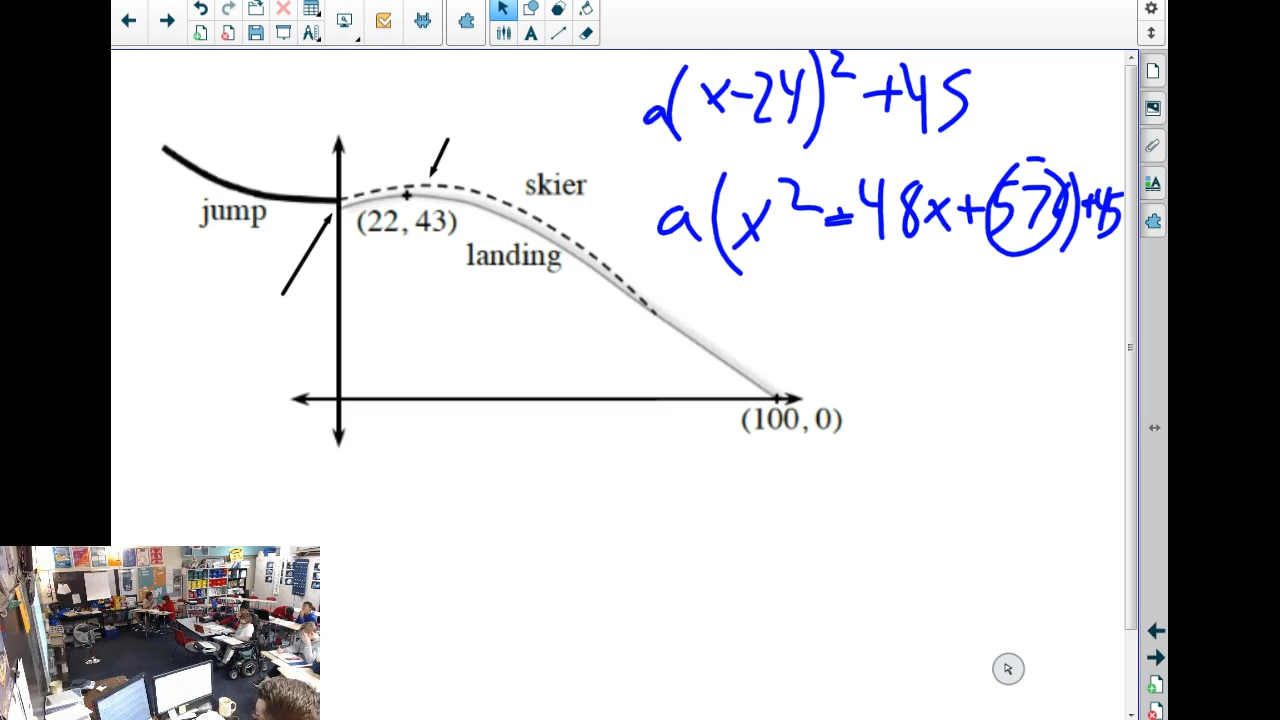 a(x-24)² +45
a(x² - 48x + 576) +45
skier
jump
(22, 43)
landing
(100, 0)